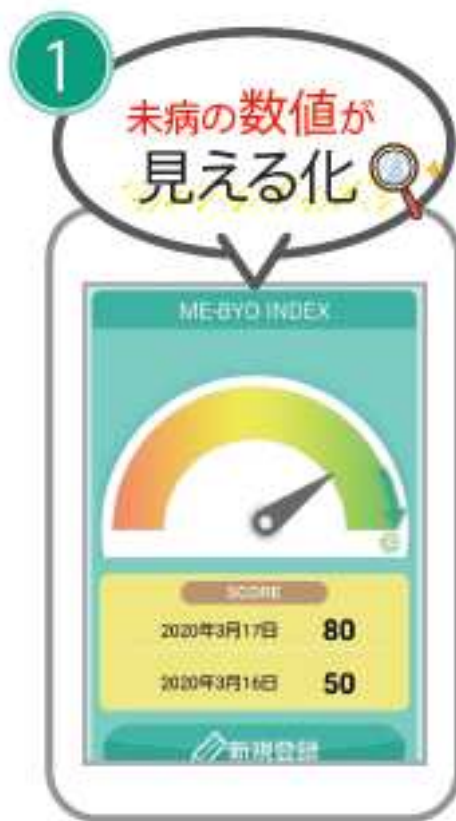 1
未病の数値が
見える化
ME-BYO INDEX
SCORE
2020年3月17日 80
2020年3月16日 50
新規登録